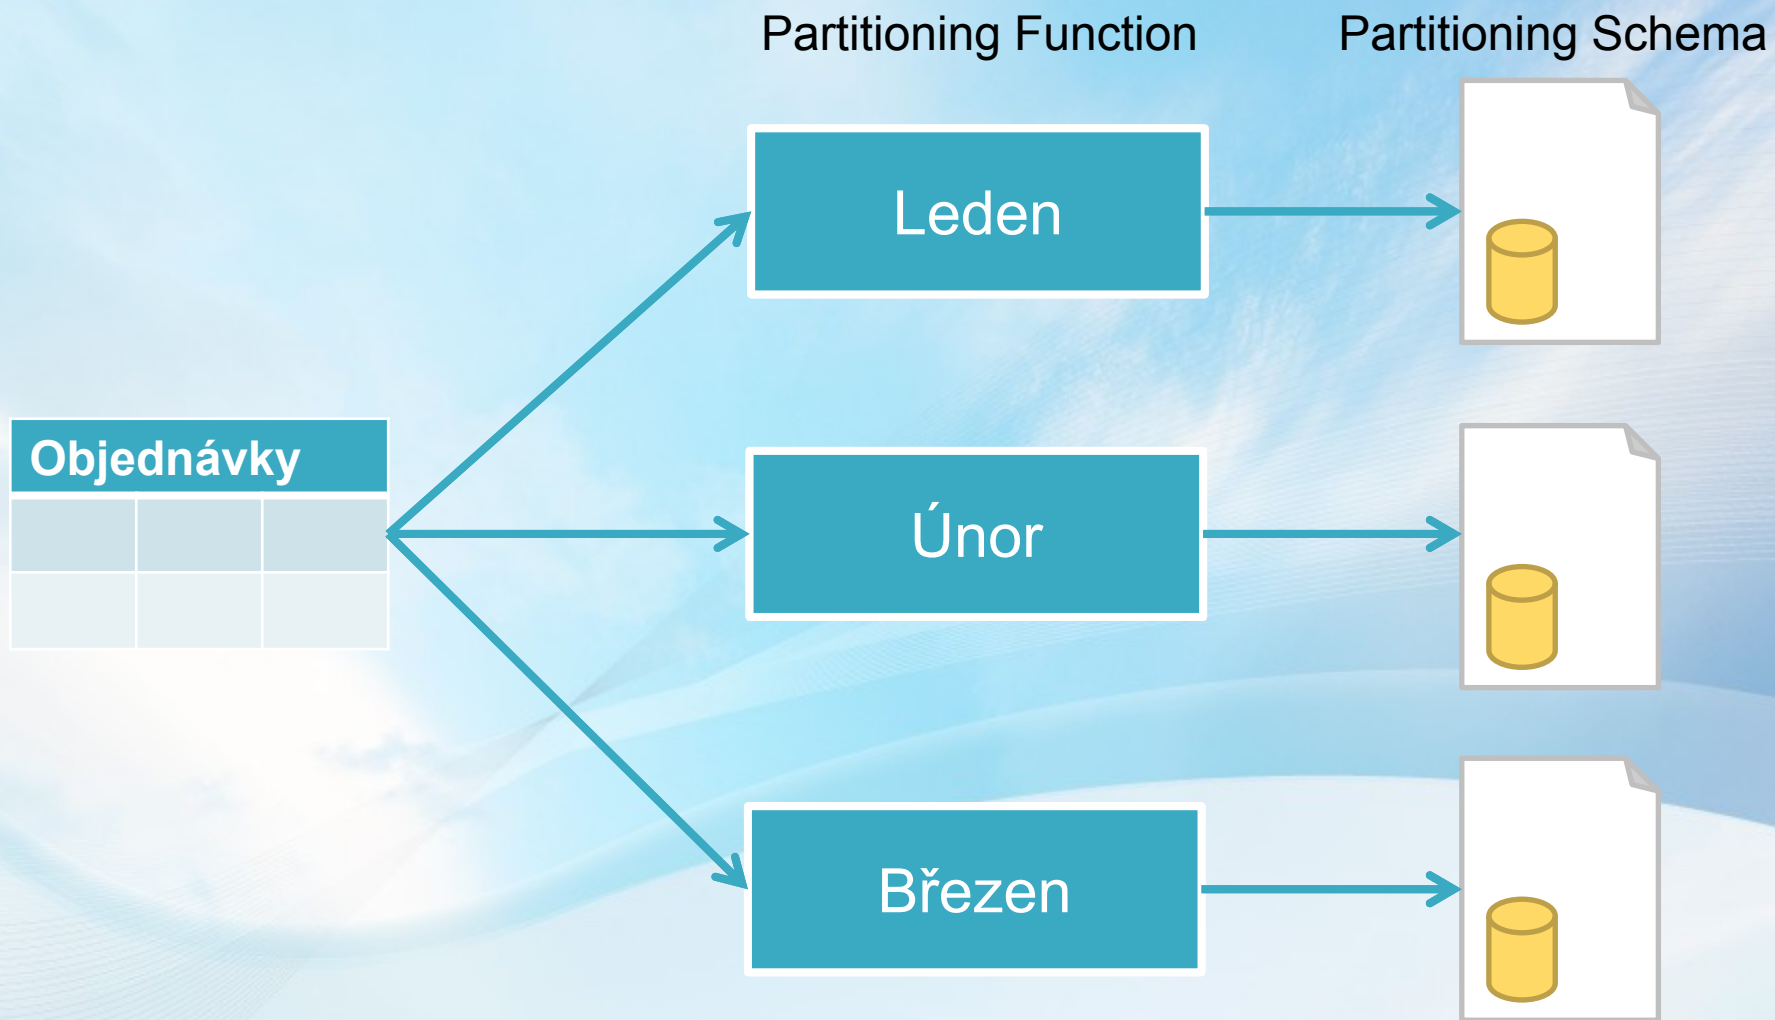 Partitioning Function
Partitioning Schema
Leden
Objednávky
Únor
Březen